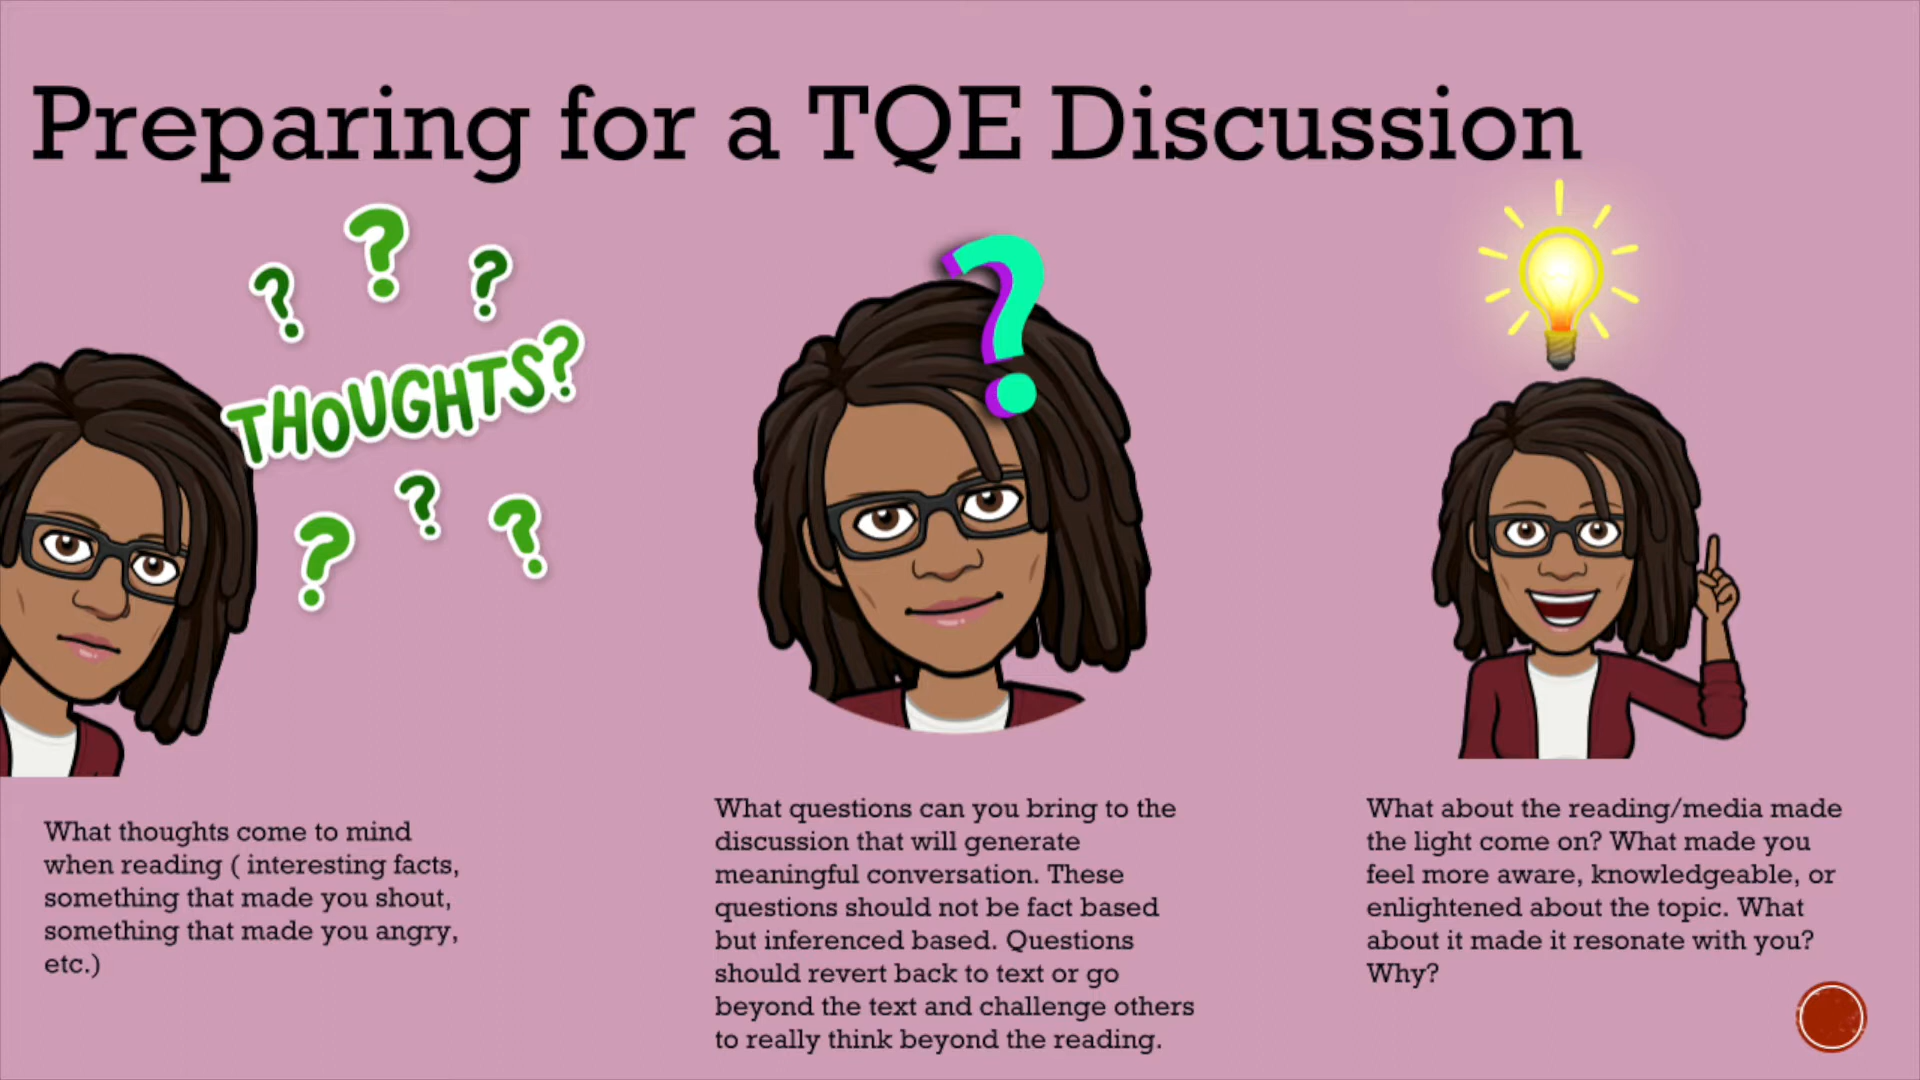 Preparing for a TQE Discussion
? ? ?
THOUGHTS?
? ? ?
?
What thoughts come to mind
when reading ( interesting facts,
something that made you shout,
something that made you angry,
etc.)
What questions can you bring to the
discussion that will generate
meaningful conversation. These
questions should not be fact based
but inferenced based. Questions
should revert back to text or go
beyond the text and challenge others
to really think beyond the reading.
What about the reading/media made
the light come on? What made you
feel more aware, knowledgeable, or
enlightened about the topic. What
about it made it resonate with you?
Why?